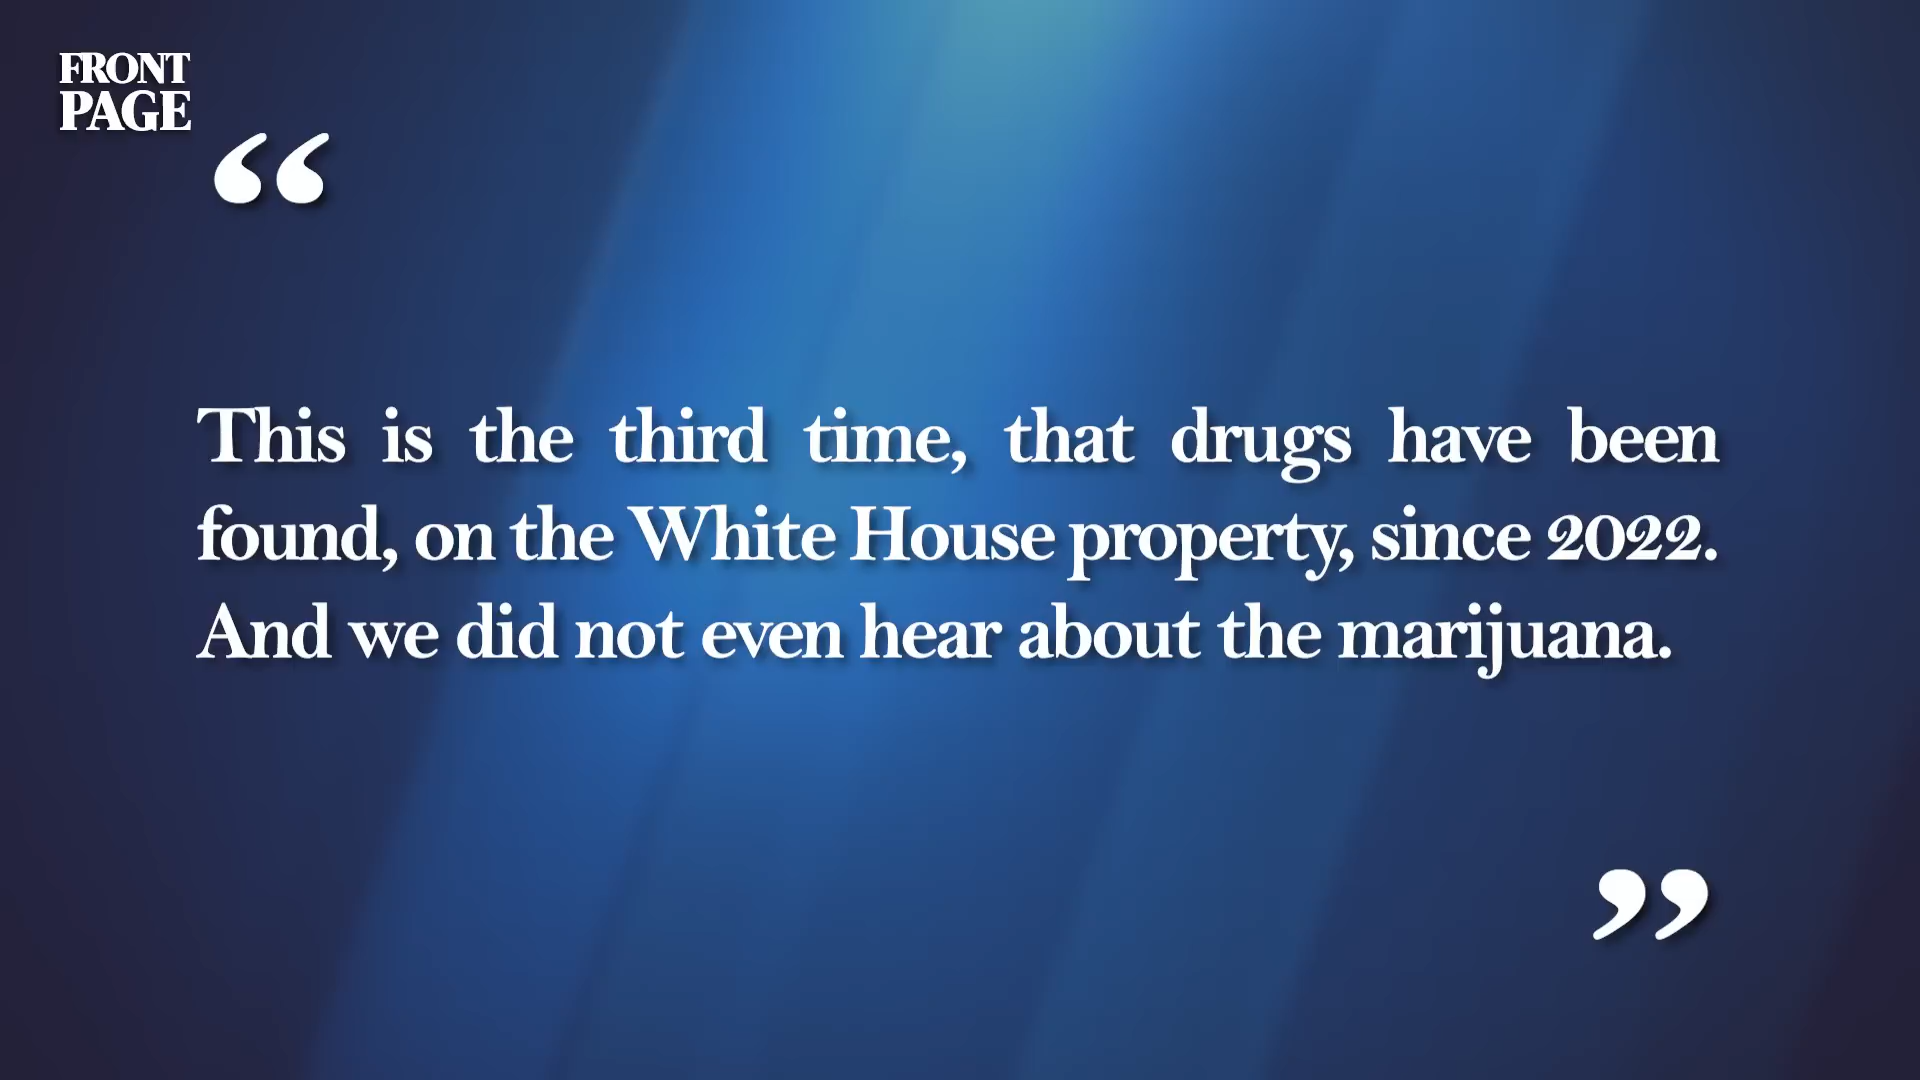 FRONT
PAGE
“
This is the third time, that drugs have been
found, on the White House property, since 2022.
And we did not even hear about the marijuana.
”